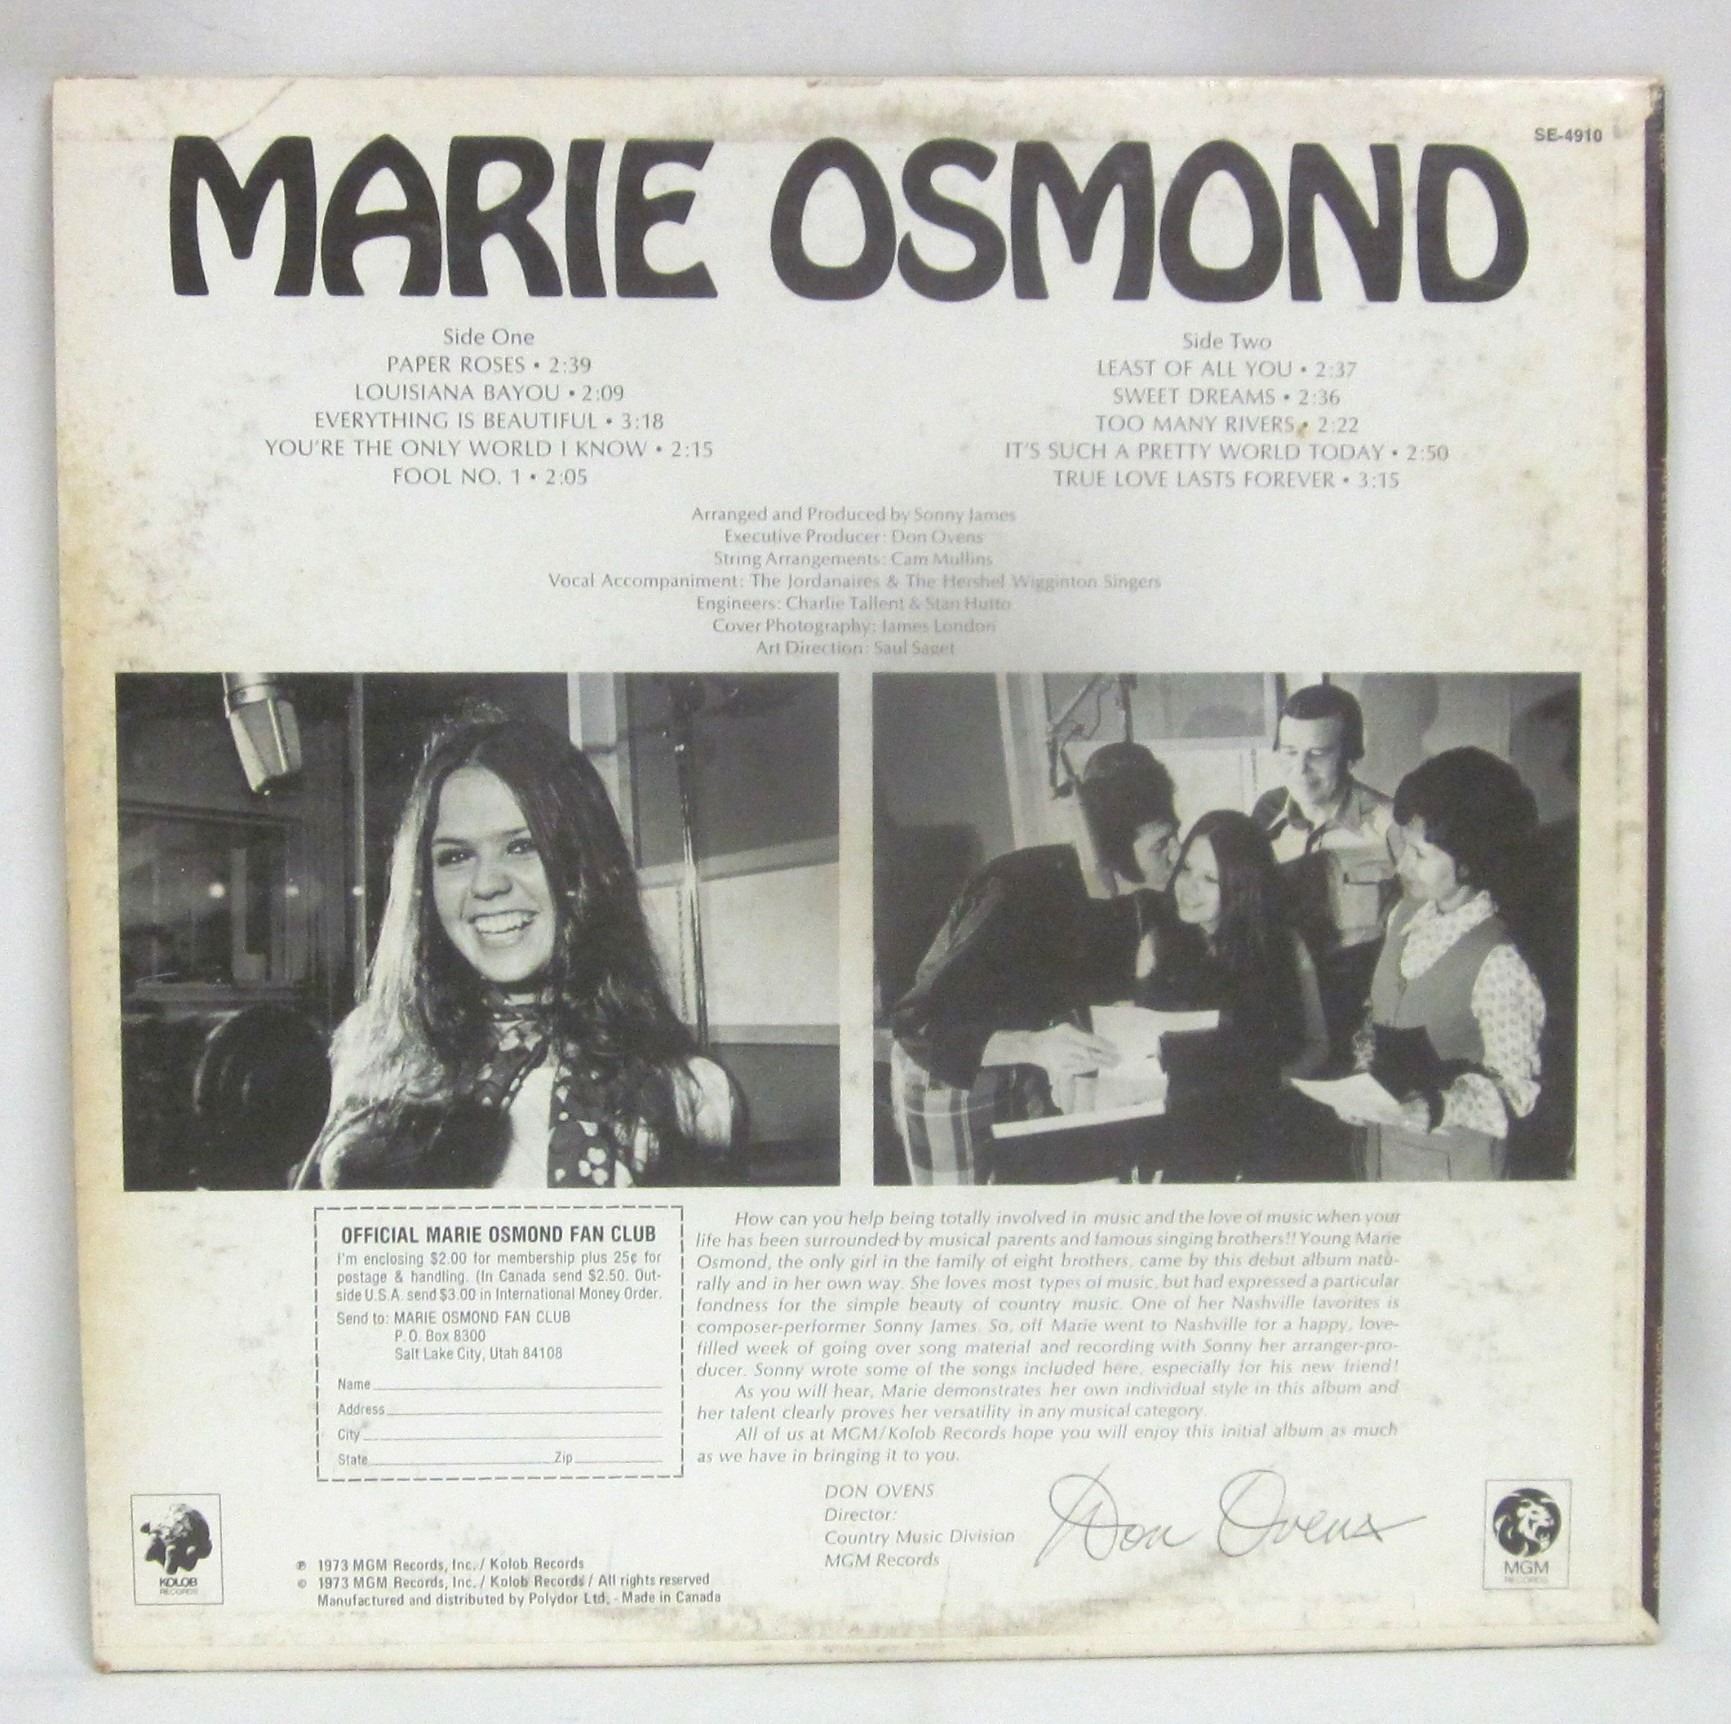 SE-4910
MARIE OSMOND
Side One
PAPER ROSES • 2:39
LOUISIANA BAYOU • 2:09
EVERYTHING IS BEAUTIFUL • 3:18
YOU'RE THE ONLY WORLD I KNOW • 2:15
FOOL NO. 1 • 2:05
Side Two
LEAST OF ALL YOU • 2:37
SWEET DREAMS • 2:36
TOO MANY RIVERS • 2:22
IT'S SUCH A PRETTY WORLD TODAY • 2:50
TRUE LOVE LASTS FOREVER • 3:15
Arranged and Produced by Sonny James
Executive Producer: Don Ovens
String Arrangements: Cam Mullins
Vocal Accompaniment: The Jordanaires & The Hershel Wigginton Singers
Engineers: Charlie Tallent & Stan Hutto
Cover Photography: James London
Art Direction: Saul Saget
OFFICIAL MARIE OSMOND FAN CLUB
I'm enclosing $2.00 for membership plus 25¢ for
postage & handling. (In Canada send $2.50. Out-
side U.S.A. send $3.00 in International Money Order.
Send to: MARIE OSMOND FAN CLUB
P.O. Box 8300
Salt Lake City, Utah 84108
Name
Address
City
State Zip
How can you help being totally involved in music and the love of music when your
life has been surrounded by musical parents and famous singing brothers!! Young Marie
Osmond, the only girl in the family of eight brothers, came by this debut album natu-
rally and in her own way. She loves most types of music, but had expressed a particular
fondness for the simple beauty of country music. One of her Nashville favorites is
composer-performer Sonny James. So, off Marie went to Nashville for a happy, love-
filled week of going over song material and recording with Sonny her arranger-pro-
ducer. Sonny wrote some of the songs included here, especially for his new friend!
As you will hear, Marie demonstrates her own individual style in this album and
her talent clearly proves her versatility in any musical category.
All of us at MGM/Kolob Records hope you will enjoy this initial album as much
as we have in bringing it to you.
DON OVENS
Director:
Country Music Division
MGM Records
Don Ovens
KOLOB
RECORDS
℗ 1973 MGM Records, Inc. / Kolob Records
© 1973 MGM Records, Inc. / Kolob Records / All rights reserved
Manufactured and distributed by Polydor Ltd. - Made in Canada
MGM
RECORDS